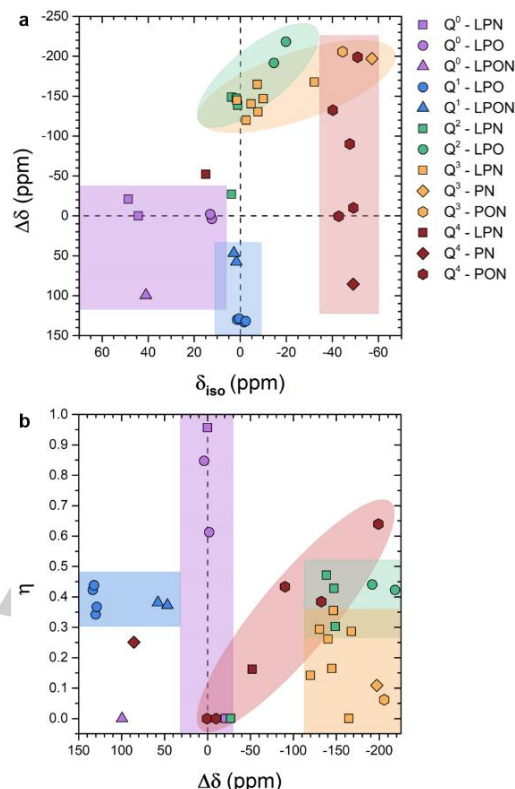 a
-250
-200
-150
-100
-50
0
50
100
150
Δδ (ppm)
60 40 20 0 -20 -40 -60
δiso (ppm)
Q⁰ - LPN
Q⁰ - LPO
Q⁰ - LPON
Q¹ - LPO
Q¹ - LPON
Q² - LPN
Q² - LPO
Q³ - LPN
Q³ - PN
Q³ - PON
Q⁴ - LPN
Q⁴ - PN
Q⁴ - PON
b
1.0
0.9
0.8
0.7
0.6
0.5
0.4
0.3
0.2
0.1
0.0
η
150 100 50 0 -50 -100 -150 -200
Δδ (ppm)